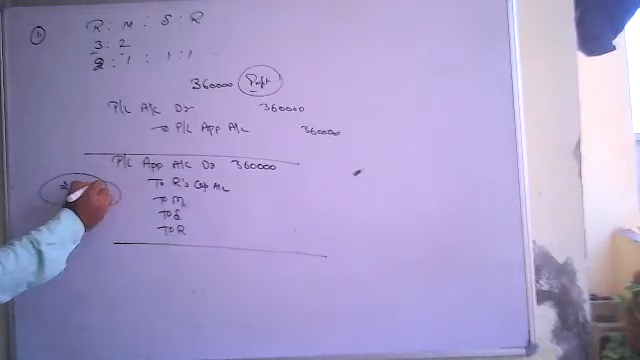 R : M : S : R
3 : 2
2 : 1 : 1 : 1
360000 Profit
P/L A/C Dr 360000
To P/L App A/C 360000
P/L App A/C Dr 360000
To R's Cap A/C
To M
To S
To R